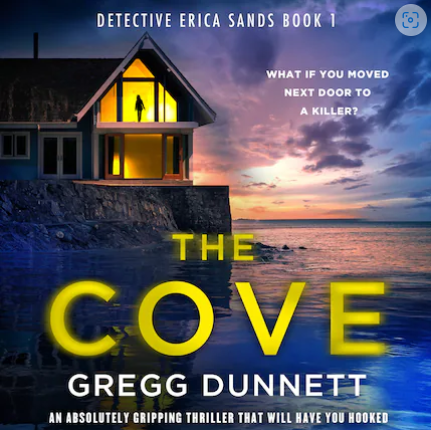 DETECTIVE ERICA SANDS BOOK 1
WHAT IF YOU MOVED
NEXT DOOR TO
A KILLER?
THE
COVE
GREGG DUNNETT
AN ABSOLUTELY GRIPPING THRILLER THAT WILL HAVE YOU HOOKED